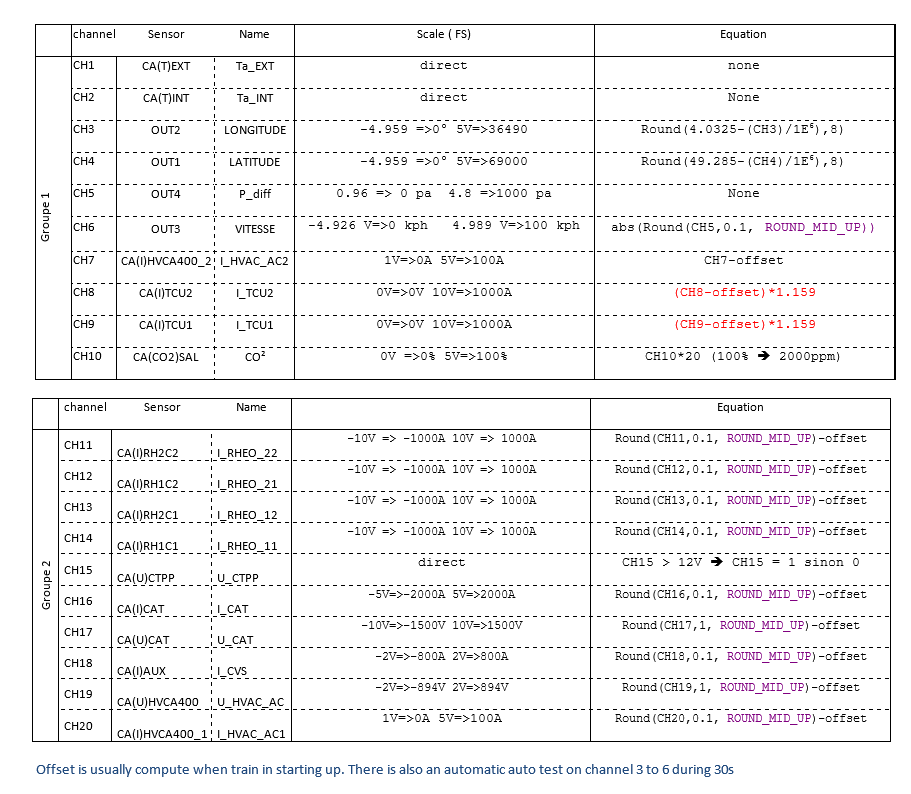 channel Sensor Name Scale ( FS) Equation
Groupe 1
CH1 CA(T)EXT Ta_EXT direct none
CH2 CA(T)INT Ta_INT direct None
CH3 OUT2 LONGITUDE -4.959 =>0° 5V=>36490 Round(4.0325-(CH3)/1E⁶),8)
CH4 OUT1 LATITUDE -4.959 =>0° 5V=>69000 Round(49.285-(CH4)/1E⁶),8)
CH5 OUT4 P_diff 0.96 => 0 pa 4.8 =>1000 pa None
CH6 OUT3 VITESSE -4.926 V=>0 kph 4.989 V=>100 kph abs(Round(CH5,0.1, ROUND_MID_UP))
CH7 CA(I)HVCA400_2 I_HVAC_AC2 1V=>0A 5V=>100A CH7-offset
CH8 CA(I)TCU2 I_TCU2 0V=>0V 10V=>1000A (CH8-offset)*1.159
CH9 CA(I)TCU1 I_TCU1 0V=>0V 10V=>1000A (CH9-offset)*1.159
CH10 CA(CO2)SAL CO² 0V =>0% 5V=>100% CH10*20 (100% ➔ 2000ppm)
channel Sensor Name Equation
Groupe 2
CH11 CA(I)RH2C2 I_RHEO_22 -10V => -1000A 10V => 1000A Round(CH11,0.1, ROUND_MID_UP)-offset
CH12 CA(I)RH1C2 I_RHEO_21 -10V => -1000A 10V => 1000A Round(CH12,0.1, ROUND_MID_UP)-offset
CH13 CA(I)RH2C1 I_RHEO_12 -10V => -1000A 10V => 1000A Round(CH13,0.1, ROUND_MID_UP)-offset
CH14 CA(I)RH1C1 I_RHEO_11 -10V => -1000A 10V => 1000A Round(CH14,0.1, ROUND_MID_UP)-offset
CH15 CA(U)CTPP U_CTPP direct CH15 > 12V ➔ CH15 = 1 sinon 0
CH16 CA(I)CAT I_CAT -5V=>-2000A 5V=>2000A Round(CH16,0.1, ROUND_MID_UP)-offset
CH17 CA(U)CAT U_CAT -10V=>-1500V 10V=>1500V Round(CH17,1, ROUND_MID_UP)-offset
CH18 CA(I)AUX I_CVS -2V=>-800A 2V=>800A Round(CH18,0.1, ROUND_MID_UP)-offset
CH19 CA(U)HVCA400 U_HVAC_AC -2V=>-894V 2V=>894V Round(CH19,1, ROUND_MID_UP)-offset
CH20 CA(I)HVCA400_1 I_HVAC_AC1 1V=>0A 5V=>100A Round(CH20,0.1, ROUND_MID_UP)-offset
Offset is usually compute when train in starting up. There is also an automatic auto test on channel 3 to 6 during 30s